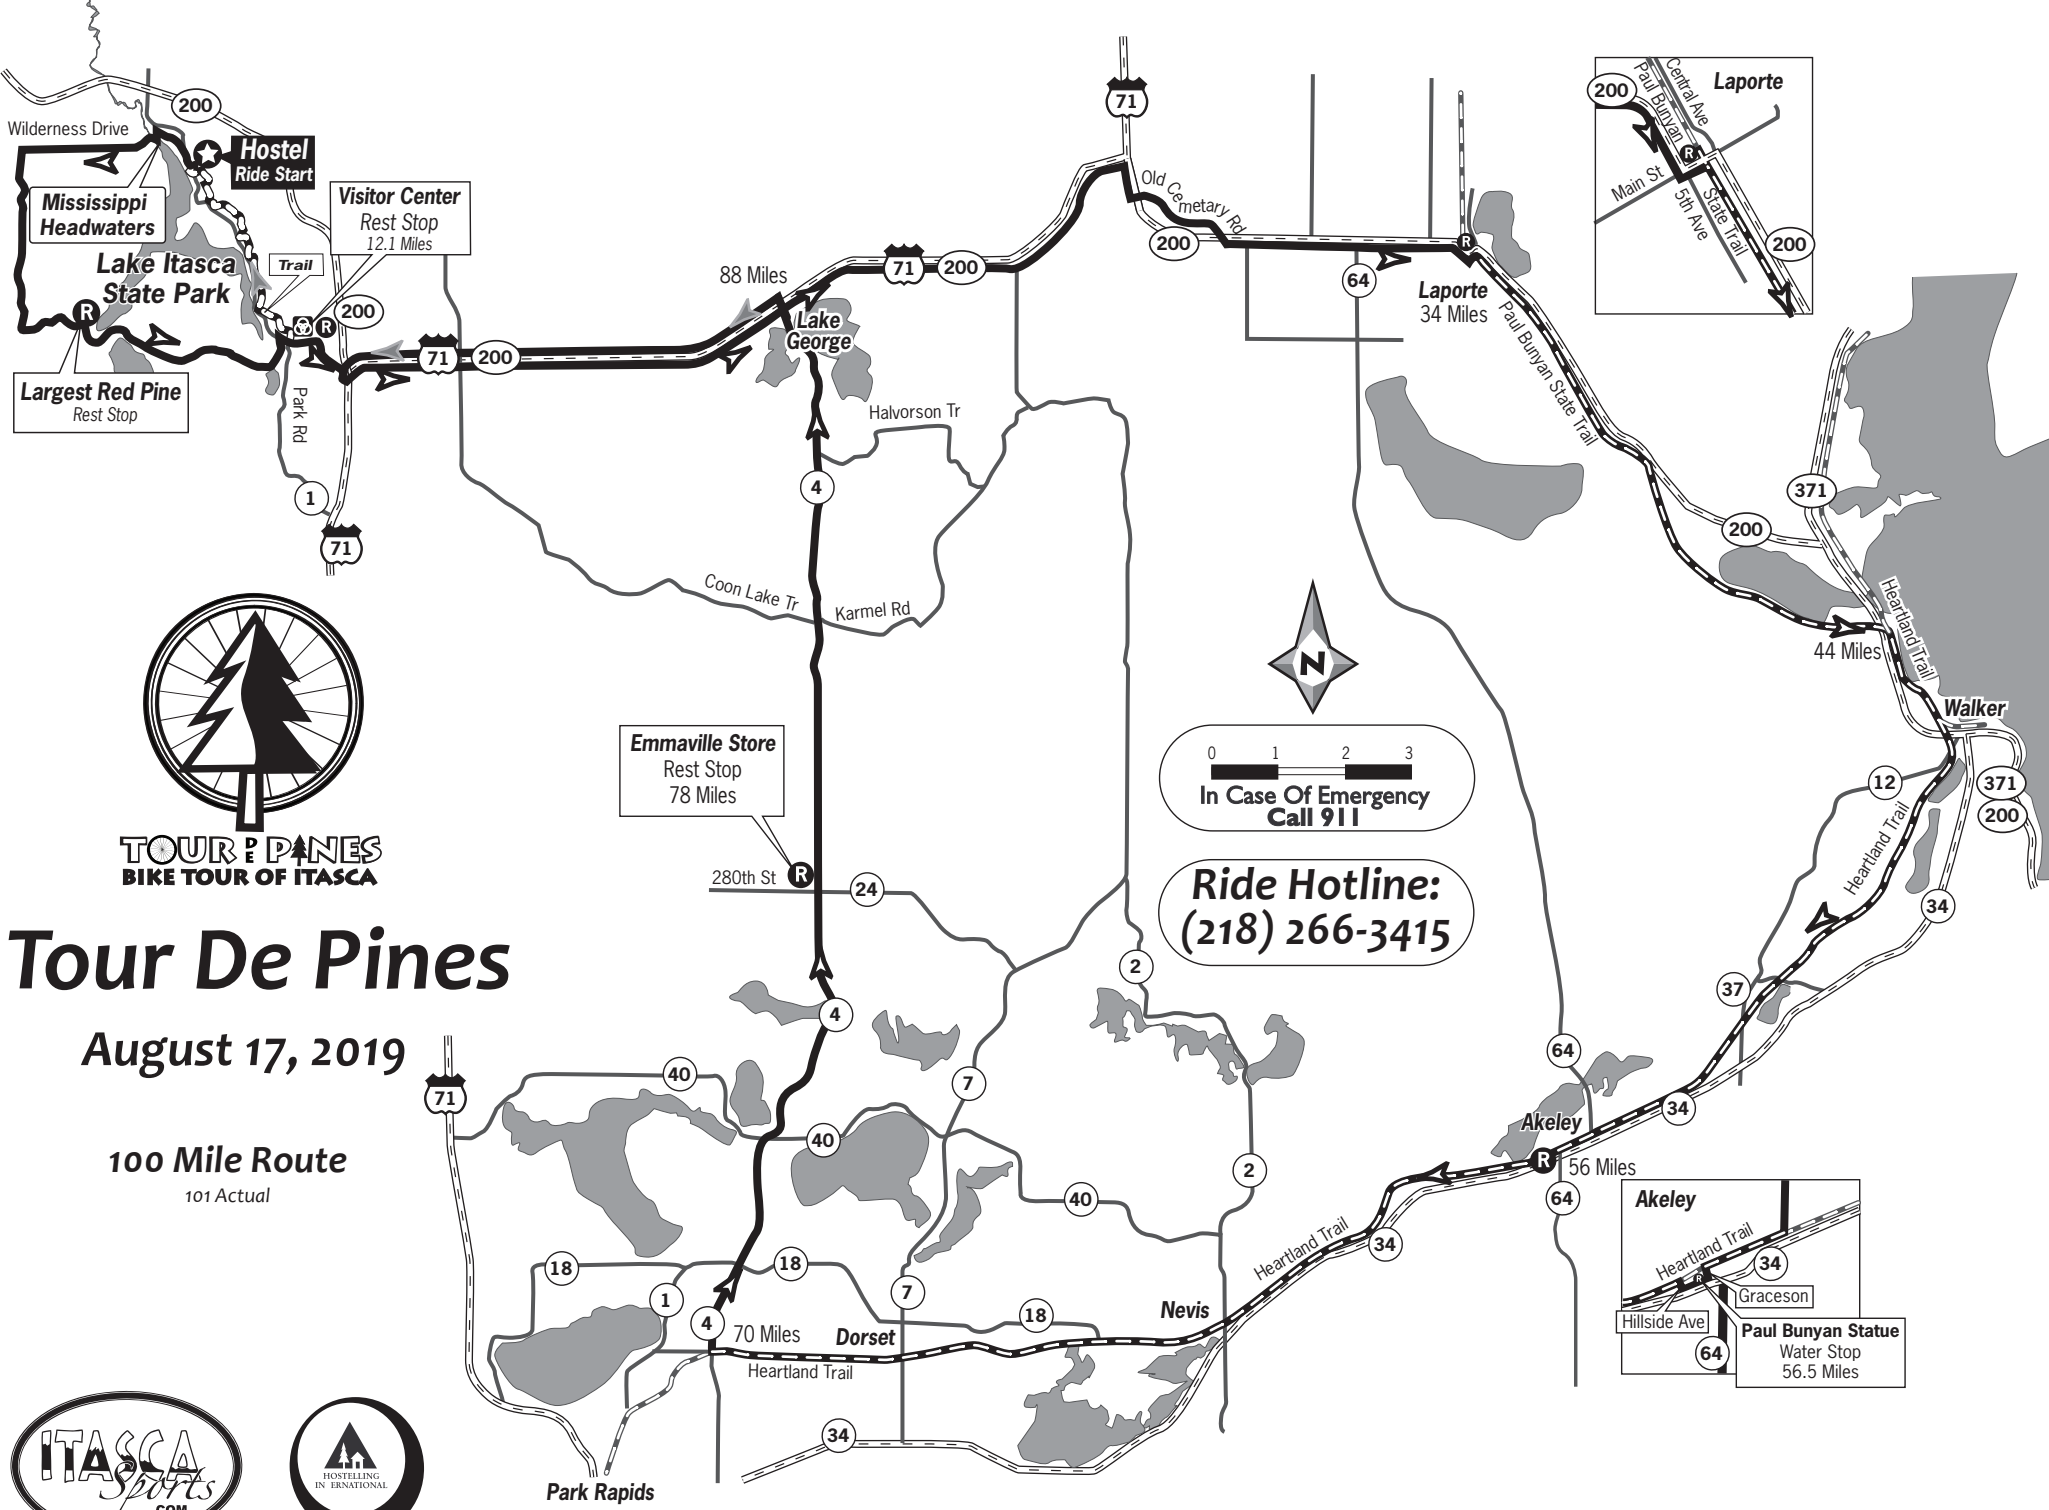 200
Wilderness Drive
Hostel
Ride Start
Mississippi
Headwaters
Visitor Center
Rest Stop
12.1 Miles
Lake Itasca
State Park
Trail
R
R
200
Largest Red Pine
Rest Stop
Park Rd
1
71
71
200
88 Miles
Lake
George
71
200
71
Old Cemetary Rd
200
64
R
Laporte
34 Miles
Paul Bunyan State Trail
200
Central Ave
Paul Bunyan
State Trail
Laporte
R
Main St
5th Ave
200
371
200
Heartland Trail
44 Miles
Walker
12
371
200
Heartland Trail
34
37
Halvorson Tr
4
Coon Lake Tr
Karmel Rd
N
0 1 2 3
In Case Of Emergency
Call 911
Ride Hotline:
(218) 266-3415
Emmaville Store
Rest Stop
78 Miles
R
280th St
24
2
4
TOUR DE PINES
BIKE TOUR OF ITASCA
Tour De Pines
August 17, 2019
100 Mile Route
101 Actual
71
40
7
40
40
2
64
34
Akeley
R
56 Miles
64
34
Heartland Trail
Akeley
Heartland Trail
34
R
Graceson
Hillside Ave
64
Paul Bunyan Statue
Water Stop
56.5 Miles
18
18
1
4
7
18
Nevis
70 Miles
Dorset
Heartland Trail
34
Park Rapids
ITASCA
Sports
.COM
HOSTELLING
IN ERNATIONAL